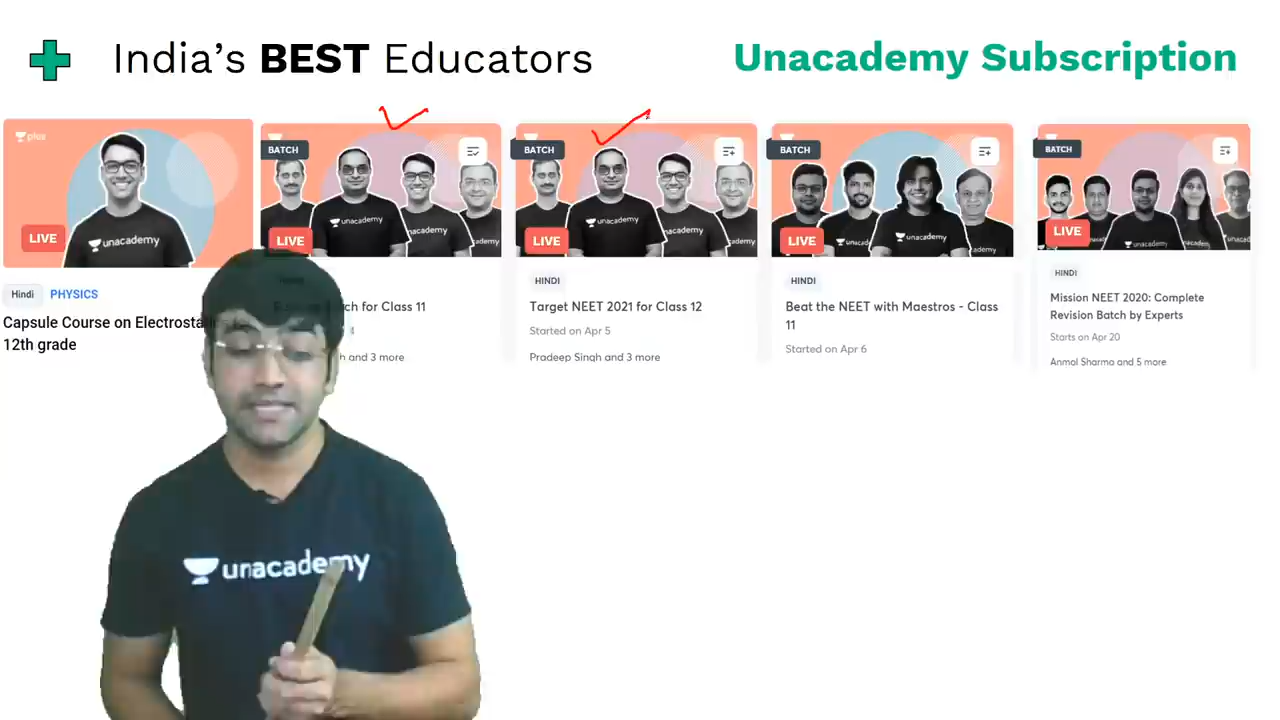 India's BEST Educators
Unacademy Subscription
plus
LIVE
unacademy
Hindi PHYSICS
Capsule Course on
12th grade
BATCH
unacademy
LIVE
for Class 11
and 3 more
BATCH
unacademy
LIVE
HINDI
Target NEET 2021 for Class 12
Started on Apr 5
Pradeep Singh and 3 more
BATCH
unacademy
LIVE
HINDI
Beat the NEET with Maestros - Class
11
Started on Apr 6
BATCH
unacademy
LIVE
HINDI
Mission NEET 2020: Complete
Revision Batch by Experts
Starts on Apr 20
Anmol Sharma and 5 more
unacademy